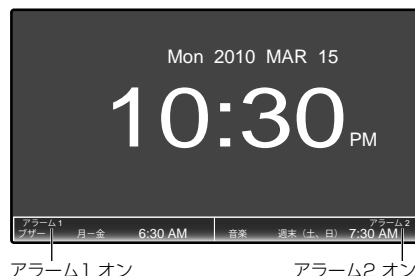 Mon 2010 MAR 15
10:30 PM
アラーム1 アラーム2
ブザー 月−金 6:30 AM 音楽 週末（土、日） 7:30 AM
アラーム1 オン アラーム2 オン